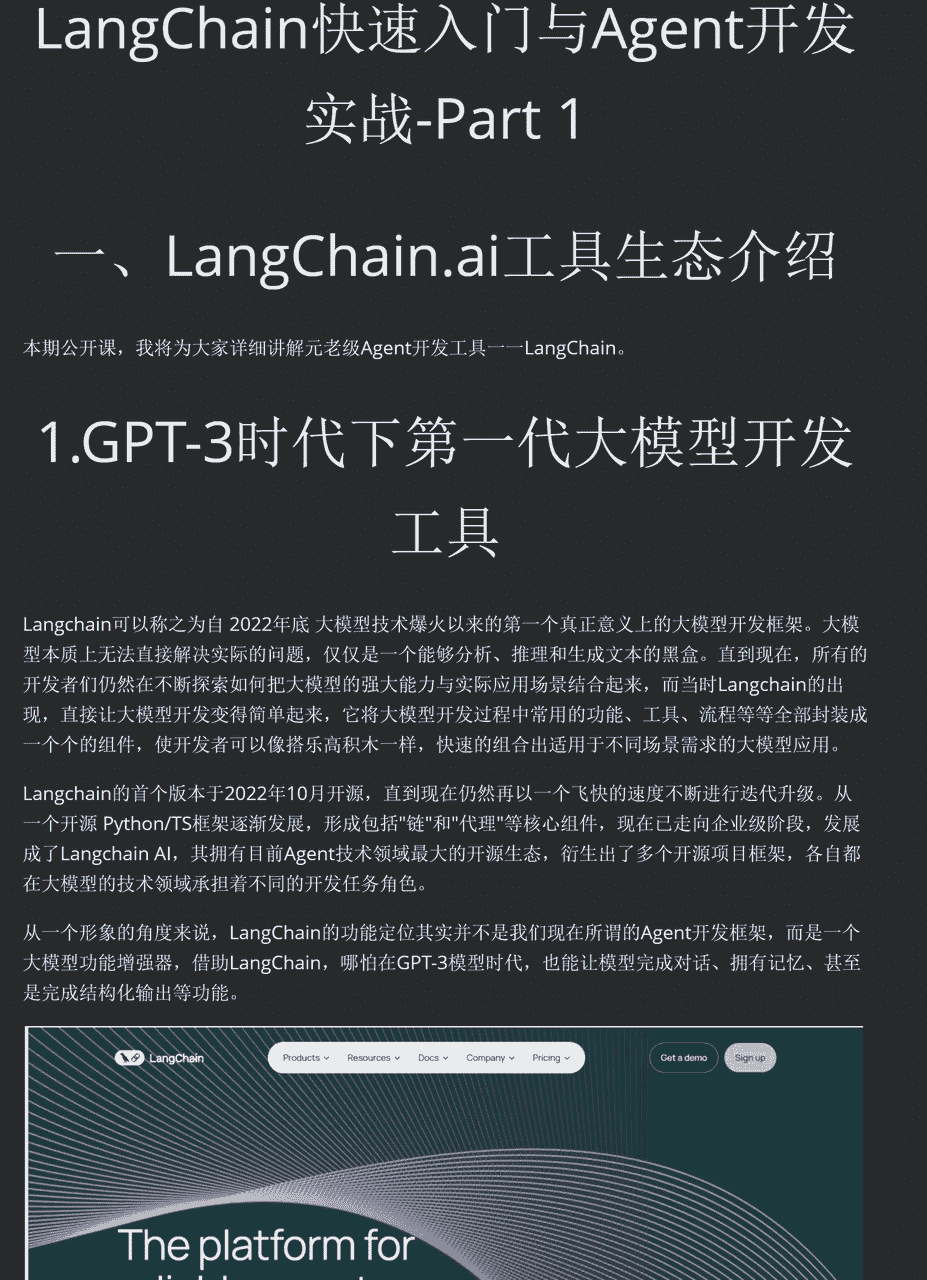 LangChain快速入门与Agent开发
实战-Part 1
一、LangChain.ai工具生态介绍
本期公开课，我将为大家详细讲解元老级Agent开发工具一一LangChain。
1.GPT-3时代下第一代大模型开发
工具
Langchain可以称之为自 2022年底 大模型技术爆火以来的第一个真正意义上的大模型开发框架。大模
型本质上无法直接解决实际的问题，仅仅是一个能够分析、推理和生成文本的黑盒。直到现在，所有的
开发者们仍然在不断探索如何把大模型的强大能力与实际应用场景结合起来，而当时Langchain的出
现，直接让大模型开发变得简单起来，它将大模型开发过程中常用的功能、工具、流程等等全部封装成
一个个的组件，使开发者可以像搭乐高积木一样，快速的组合出适用于不同场景需求的大模型应用。
Langchain的首个版本于2022年10月开源，直到现在仍然再以一个飞快的速度不断进行迭代升级。从
一个开源 Python/TS框架逐渐发展，形成包括"链"和"代理"等核心组件，现在已走向企业级阶段，发展
成了Langchain AI，其拥有目前Agent技术领域最大的开源生态，衍生出了多个开源项目框架，各自都
在大模型的技术领域承担着不同的开发任务角色。
从一个形象的角度来说，LangChain的功能定位其实并不是我们现在所谓的Agent开发框架，而是一个
大模型功能增强器，借助LangChain，哪怕在GPT-3模型时代，也能让模型完成对话、拥有记忆、甚至
是完成结构化输出等功能。
LangChain Products Resources Docs Company Pricing Get a demo Sign up
The platform for